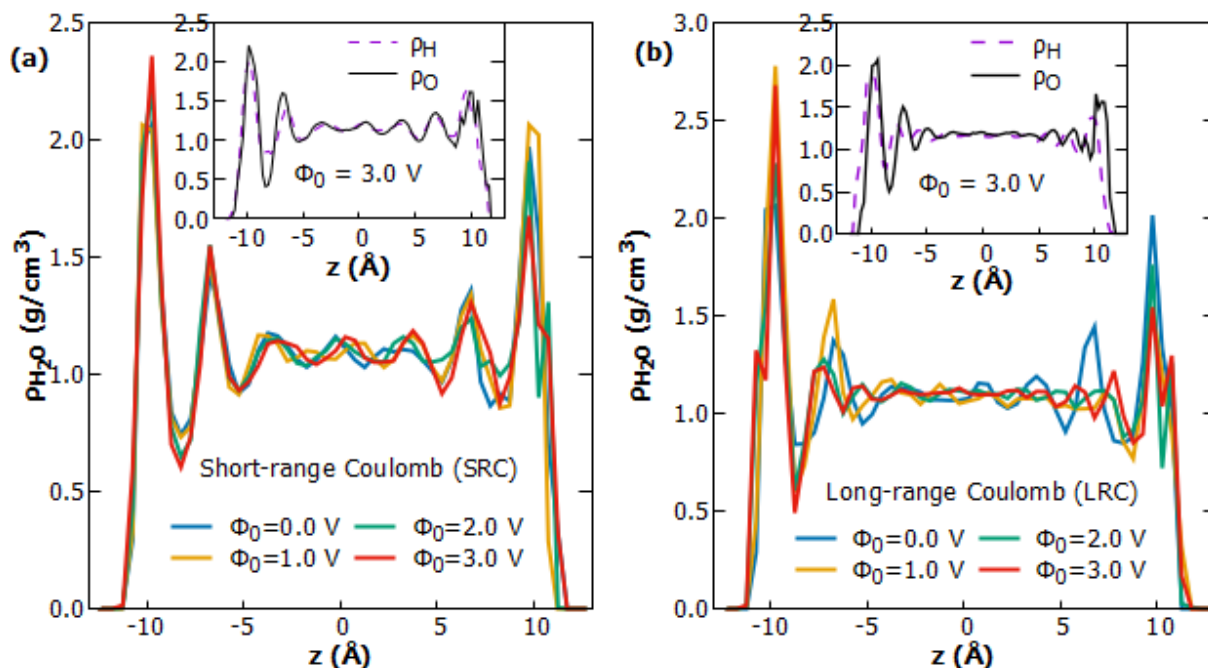 (a)
ρH₂O (g/cm³)
2.5
2.0
1.5
1.0
0.5
0.0
-10 -5 0 5 10
z (Å)
2.5
2.0
1.5
1.0
0.5
0.0
-10 -5 0 5 10
z (Å)
ρH
ρO
Φ₀ = 3.0 V
Short-range Coulomb (SRC)
Φ₀=0.0 V Φ₀=2.0 V
Φ₀=1.0 V Φ₀=3.0 V
(b)
ρH₂O (g/cm³)
3.0
2.5
2.0
1.5
1.0
0.5
0.0
-10 -5 0 5 10
z (Å)
2.5
2.0
1.5
1.0
0.5
0.0
-10 -5 0 5 10
z (Å)
ρH
ρO
Φ₀ = 3.0 V
Long-range Coulomb (LRC)
Φ₀=0.0 V Φ₀=2.0 V
Φ₀=1.0 V Φ₀=3.0 V